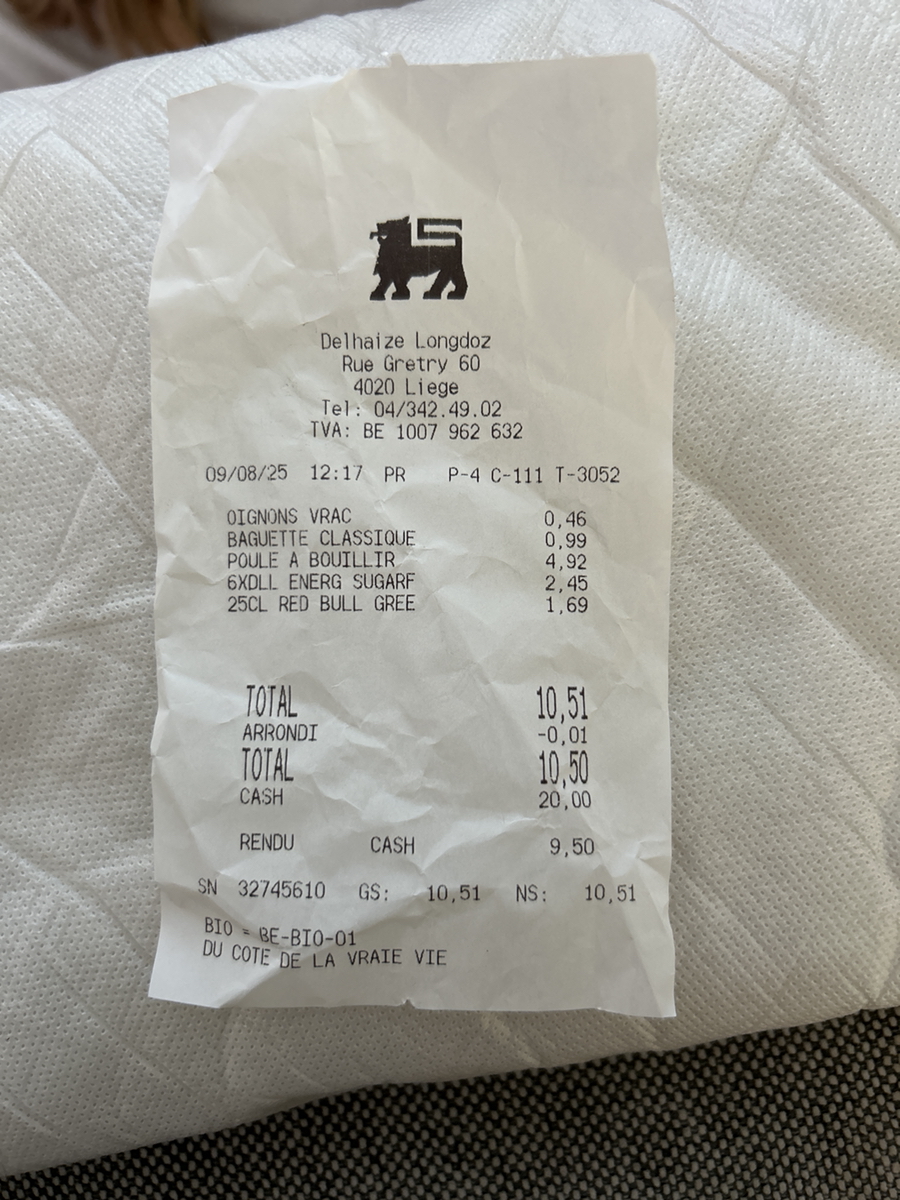 Delhaize Longdoz
Rue Gretry 60
4020 Liege
Tel: 04/342.49.02
TVA: BE 1007 962 632
09/08/25 12:17 PR P-4 C-111 T-3052
OIGNONS VRAC 0,46
BAGUETTE CLASSIQUE 0,99
POULE A BOUILLIR 4,92
6XDLL ENERG SUGARF 2,45
25CL RED BULL GREE 1,69
TOTAL 10,51
ARRONDI -0,01
TOTAL 10,50
CASH 20,00
RENDU CASH 9,50
SN 32745610 GS: 10,51 NS: 10,51
BIO = BE-BIO-01
DU COTE DE LA VRAIE VIE